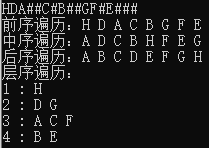 HDA##C#B##GF#E###
前序遍历：H D A C B G F E
中序遍历：A D C B H F E G
后序遍历：A B C D E F G H
层序遍历：
1 : H
2 : D G
3 : A C F
4 : B E